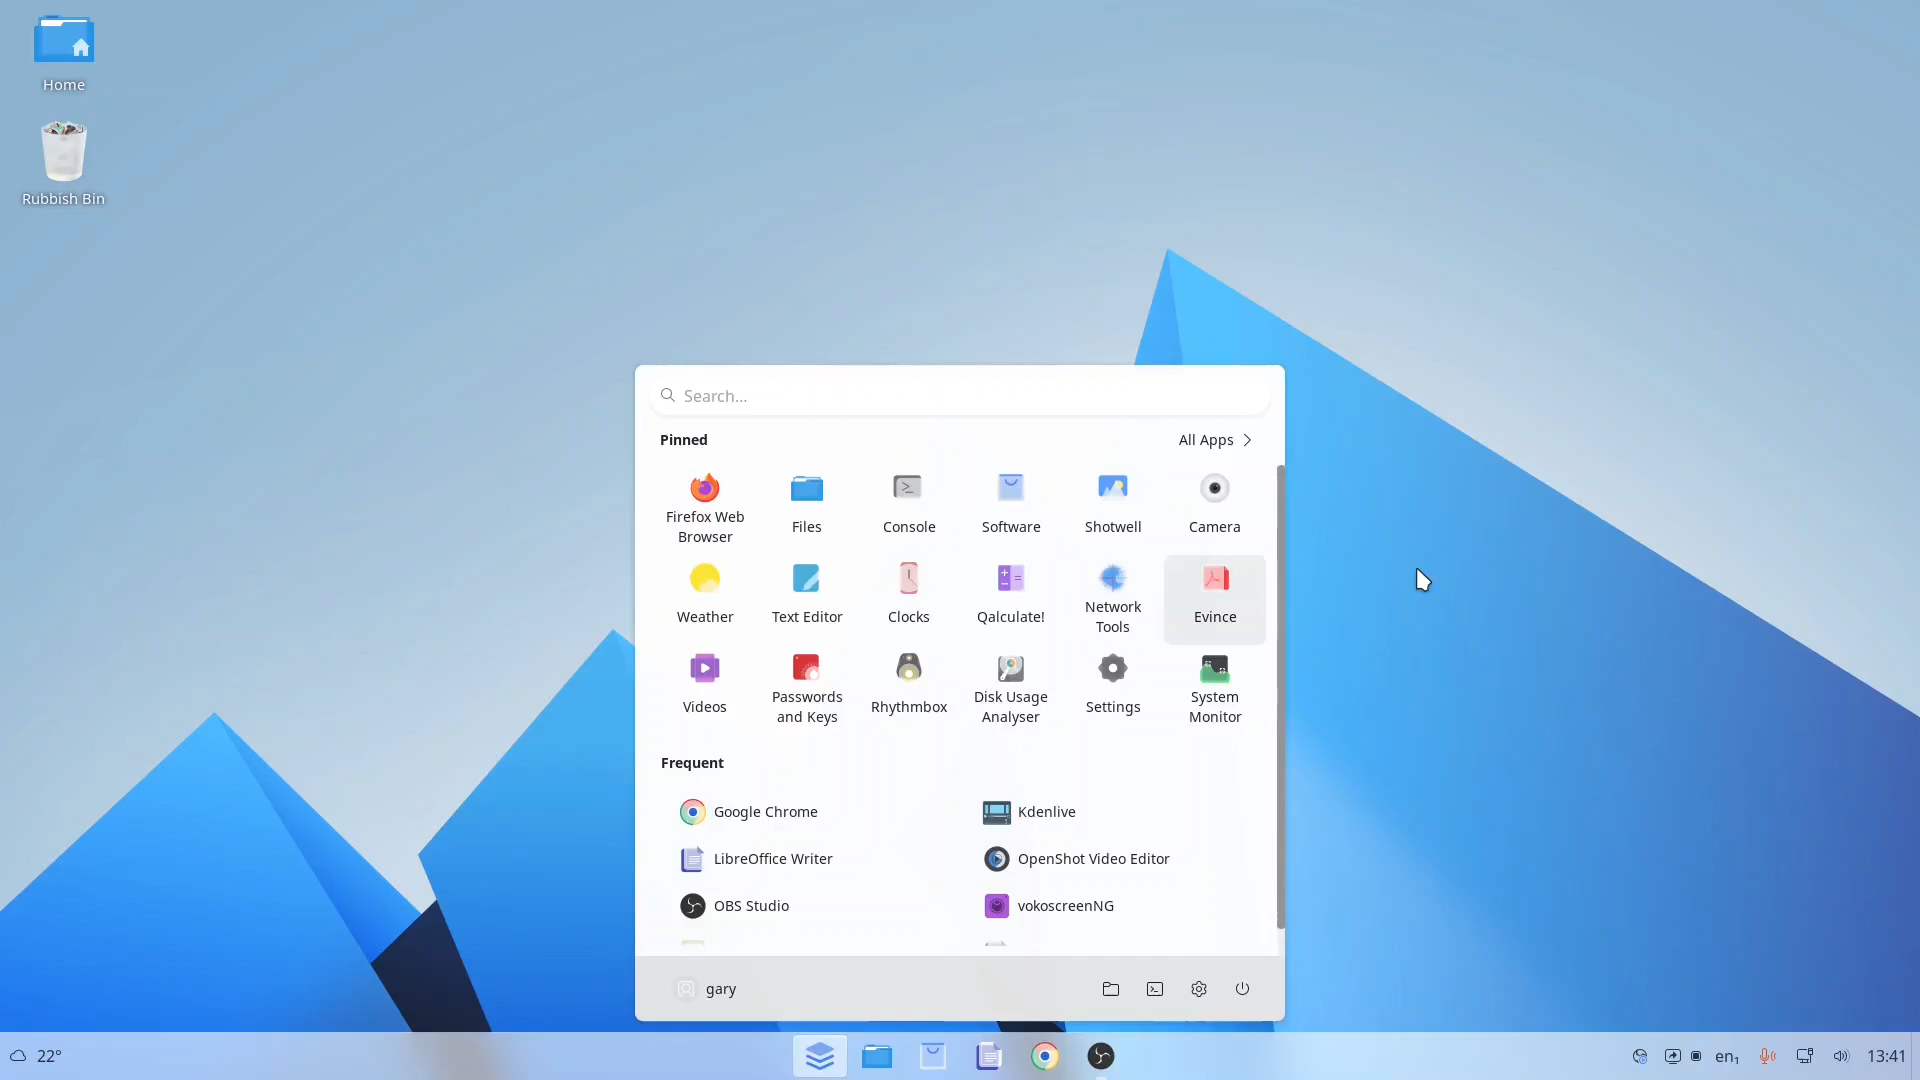 Home
Rubbish Bin
Search...
Pinned
All Apps
Firefox Web
Browser
Files
Console
Software
Shotwell
Camera
Weather
Text Editor
Clocks
Qalculate!
Network
Tools
Evince
Videos
Passwords
and Keys
Rhythmbox
Disk Usage
Analyser
Settings
System
Monitor
Frequent
Google Chrome
Kdenlive
LibreOffice Writer
OpenShot Video Editor
OBS Studio
vokoscreenNG
gary
22°
en₁
13:41